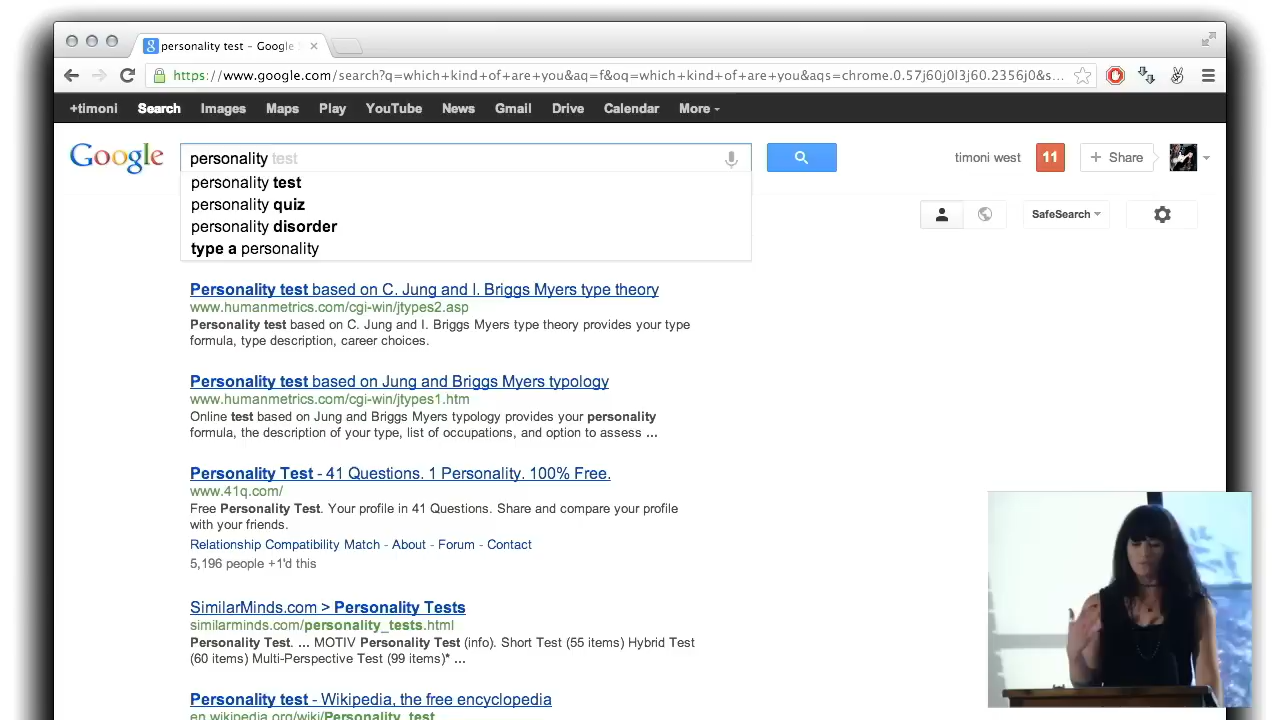 personality test - Google
https://www.google.com/search?q=which+kind+of+are+you&aq=f&oq=which+kind+of+are+you&aqs=chrome.0.57j60j0l3j60.2356j0&s...
+timoni Search Images Maps Play YouTube News Gmail Drive Calendar More
Google
personality test
timoni west 11 + Share
personality test
personality quiz
personality disorder
type a personality
SafeSearch
Personality test based on C. Jung and I. Briggs Myers type theory
www.humanmetrics.com/cgi-win/jtypes2.asp
Personality test based on C. Jung and I. Briggs Myers type theory provides your type
formula, type description, career choices.
Personality test based on Jung and Briggs Myers typology
www.humanmetrics.com/cgi-win/jtypes1.htm
Online test based on Jung and Briggs Myers typology provides your personality
formula, the description of your type, list of occupations, and option to assess ...
Personality Test - 41 Questions. 1 Personality. 100% Free.
www.41q.com/
Free Personality Test. Your profile in 41 Questions. Share and compare your profile
with your friends.
Relationship Compatibility Match - About - Forum - Contact
5,196 people +1'd this
SimilarMinds.com > Personality Tests
similarminds.com/personality_tests.html
Personality Test. ... MOTIV Personality Test (info). Short Test (55 items) Hybrid Test
(60 items) Multi-Perspective Test (99 items)* ...
Personality test - Wikipedia, the free encyclopedia
en.wikipedia.org/wiki/Personality_test